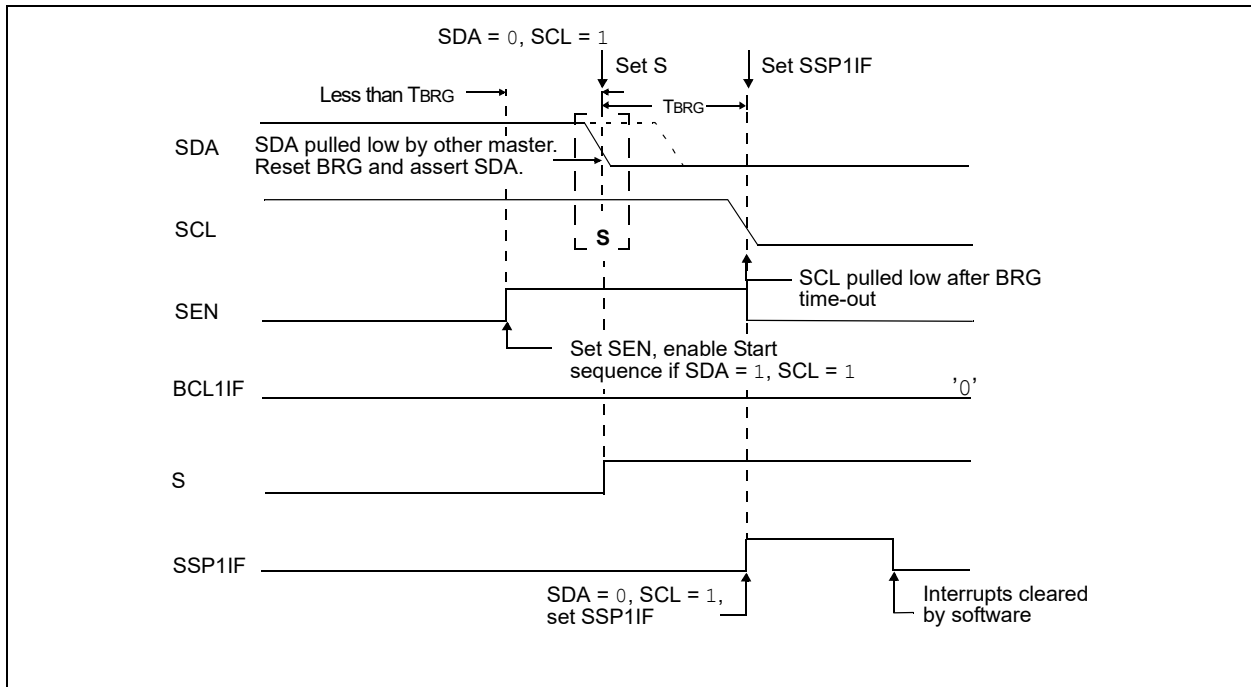 SDA = 0, SCL = 1
Set S
Set SSP1IF
Less than TBRG
TBRG
SDA
SDA pulled low by other master.
Reset BRG and assert SDA.
SCL
S
SCL pulled low after BRG
time-out
SEN
Set SEN, enable Start
sequence if SDA = 1, SCL = 1
BCL1IF
'0'
S
SSP1IF
SDA = 0, SCL = 1,
set SSP1IF
Interrupts cleared
by software